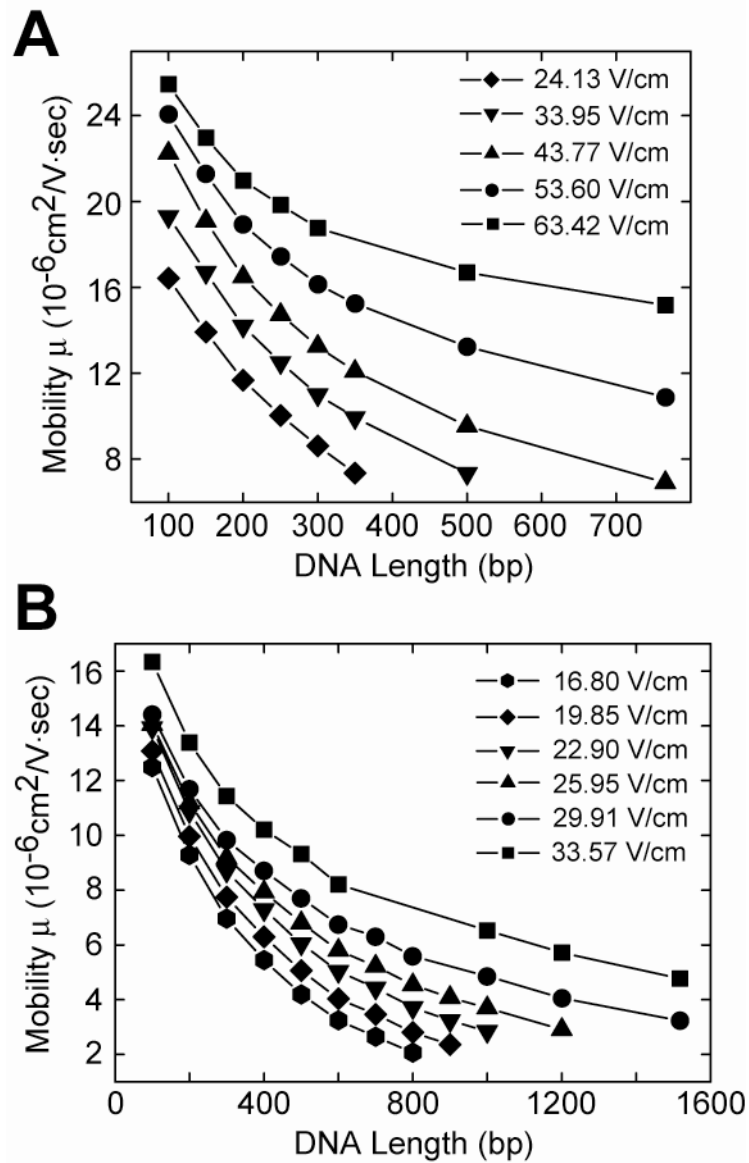 A
24.13 V/cm
33.95 V/cm
43.77 V/cm
53.60 V/cm
63.42 V/cm
24
20
16
12
8
Mobility μ (10⁻⁶cm²/V·sec)
100 200 300 400 500 600 700
DNA Length (bp)
B
16.80 V/cm
19.85 V/cm
22.90 V/cm
25.95 V/cm
29.91 V/cm
33.57 V/cm
16
14
12
10
8
6
4
2
Mobility μ (10⁻⁶cm²/V·sec)
0 400 800 1200 1600
DNA Length (bp)